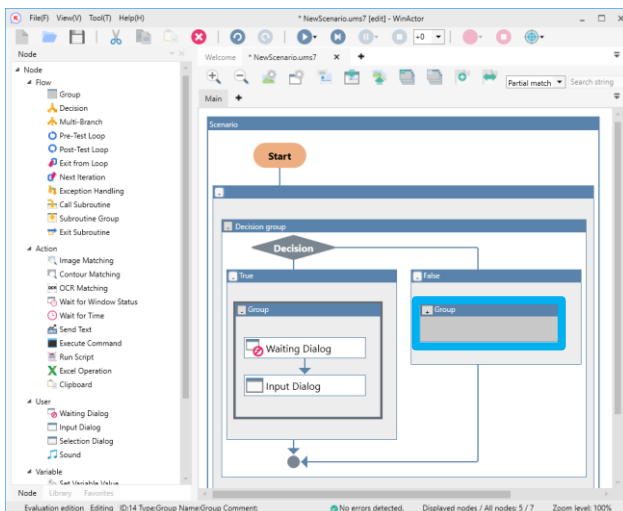 File(F) View(V) Tool(T) Help(H) * NewScenario.ums7 [edit] - WinActor
+0
Node
Welcome * NewScenario.ums7 x +
Partial match Search string
Main +
Node
Flow
Group
Decision
Multi-Branch
Pre-Test Loop
Post-Test Loop
Exit from Loop
Next Iteration
Exception Handling
Call Subroutine
Subroutine Group
Exit Subroutine
Action
Image Matching
Contour Matching
OCR OCR Matching
Wait for Window Status
Wait for Time
Send Text
Execute Command
Run Script
Excel Operation
Clipboard
User
Waiting Dialog
Input Dialog
Selection Dialog
Sound
Variable
Set Variable Value
Node Library Favorites
Scenario
Start
Decision group
Decision
True
False
Group
Group
Waiting Dialog
Input Dialog
Evaluation edition Editing ID:14 Type:Group Name:Group Comment: No errors detected. Displayed nodes / All nodes: 5 / 7 Zoom level: 100%